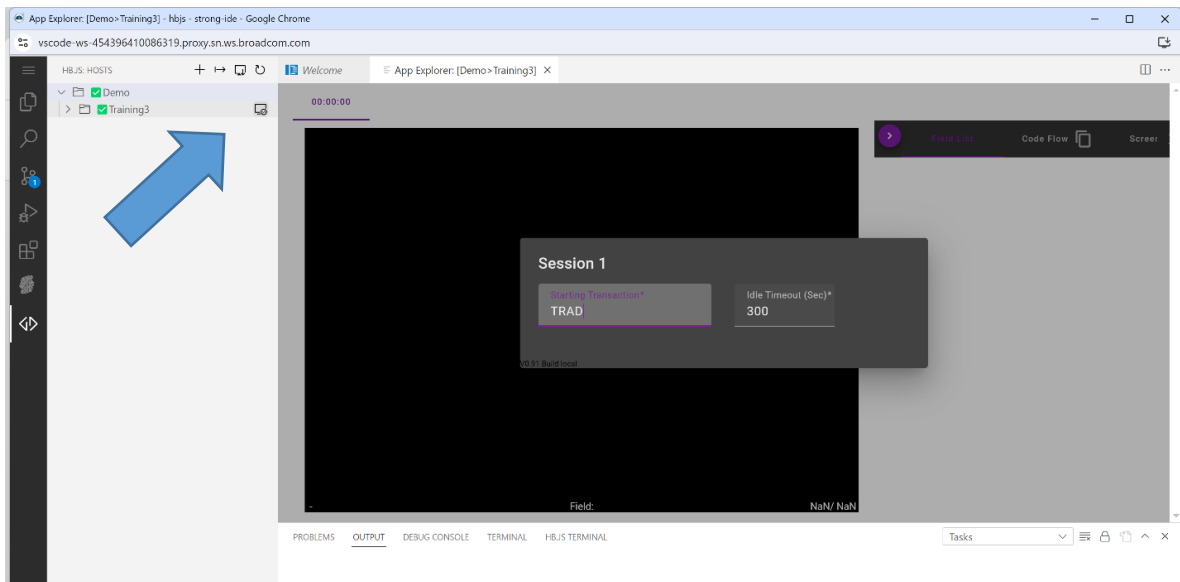 App Explorer: [Demo>Training3] - hbjs - strong-ide - Google Chrome
vscode-ws-454396410086319.proxy.sn.ws.broadcom.com
HBJS: HOSTS
Welcome
App Explorer: [Demo>Training3]
Demo
Training3
1
00:00:00
Field List
Code Flow
Screen
Session 1
Starting Transaction*
TRAD
Idle Timeout (Sec)*
300
V0.91 Build local
-
Field:
NaN/ NaN
PROBLEMS OUTPUT DEBUG CONSOLE TERMINAL HBJS TERMINAL
Tasks